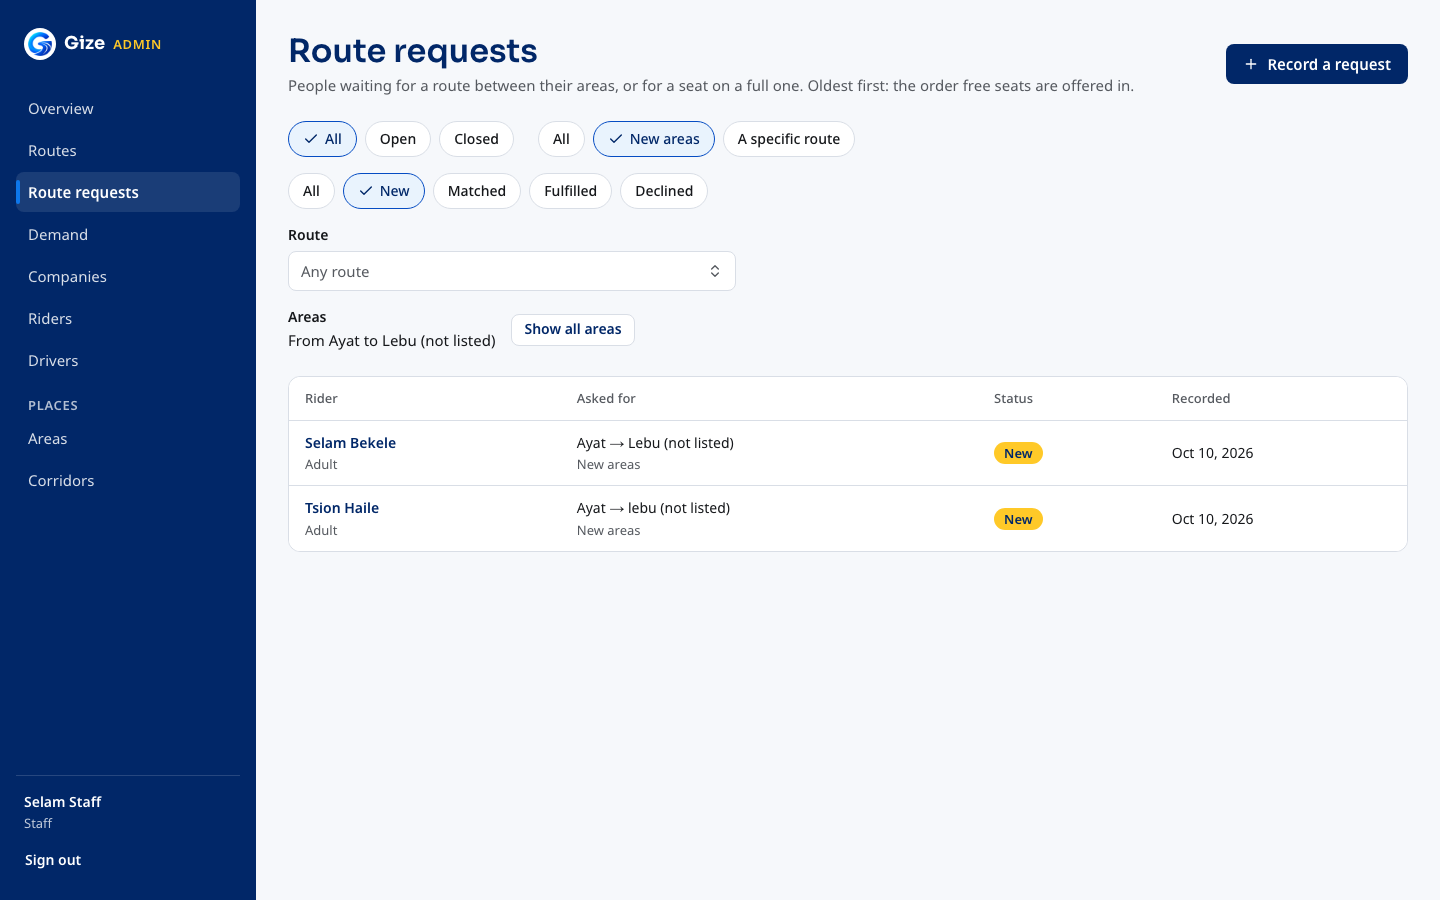 Gize ADMIN
Overview
Routes
Route requests
Demand
Companies
Riders
Drivers
PLACES
Areas
Corridors
Selam Staff
Staff
Sign out
Route requests
People waiting for a route between their areas, or for a seat on a full one. Oldest first: the order free seats are offered in.
+ Record a request
All Open Closed All New areas A specific route
All New Matched Fulfilled Declined
Route
Any route
Areas
From Ayat to Lebu (not listed)
Show all areas
Rider Asked for Status Recorded
Selam Bekele Ayat → Lebu (not listed) New Oct 10, 2026
Adult New areas
Tsion Haile Ayat → lebu (not listed) New Oct 10, 2026
Adult New areas